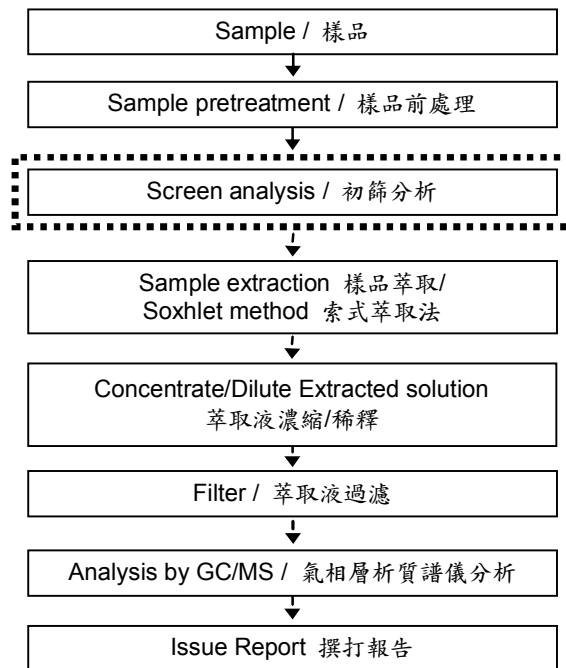 Sample / 樣品
Sample pretreatment / 樣品前處理
Screen analysis / 初篩分析
Sample extraction 樣品萃取/
Soxhlet method 索式萃取法
Concentrate/Dilute Extracted solution
萃取液濃縮/稀釋
Filter / 萃取液過濾
Analysis by GC/MS / 氣相層析質譜儀分析
Issue Report 撰打報告